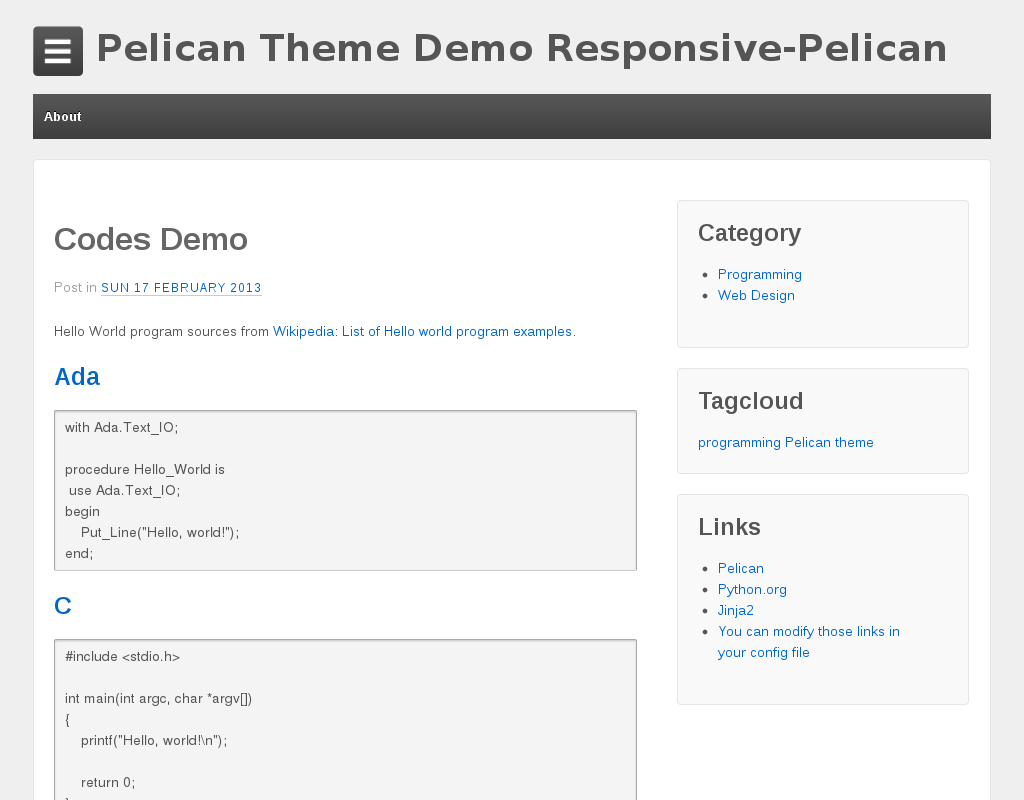 Pelican Theme Demo Responsive-Pelican
About
Codes Demo
Post in SUN 17 FEBRUARY 2013
Hello World program sources from Wikipedia: List of Hello world program examples.
Ada
with Ada.Text_IO;
procedure Hello_World is
 use Ada.Text_IO;
begin
    Put_Line("Hello, world!");
end;
C
#include <stdio.h>
int main(int argc, char *argv[])
{
    printf("Hello, world!\n");
    return 0;
Category
Programming
Web Design
Tagcloud
programming Pelican theme
Links
Pelican
Python.org
Jinja2
You can modify those links in
your config file